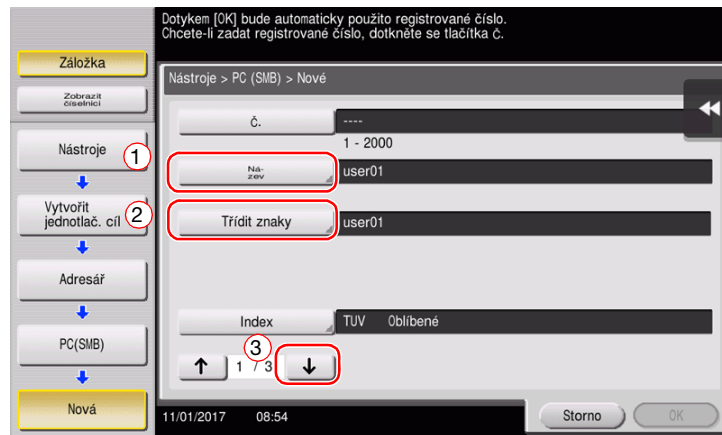 Dotykem [OK] bude automaticky použito registrované číslo.
Chcete-li zadat registrované číslo, dotkněte se tlačítka č.
Záložka
Zobrazit
číselníci
Nástroje
1
Vytvořit
jednotlač. cíl
2
Adresář
PC(SMB)
Nová
Nástroje > PC (SMB) > Nové
č.
----
1 - 2000
Ná-
zev
user01
Třídit znaky
user01
Index
TUV Oblíbené
3
↑ 1 / 3 ↓
11/01/2017 08:54
Storno
OK